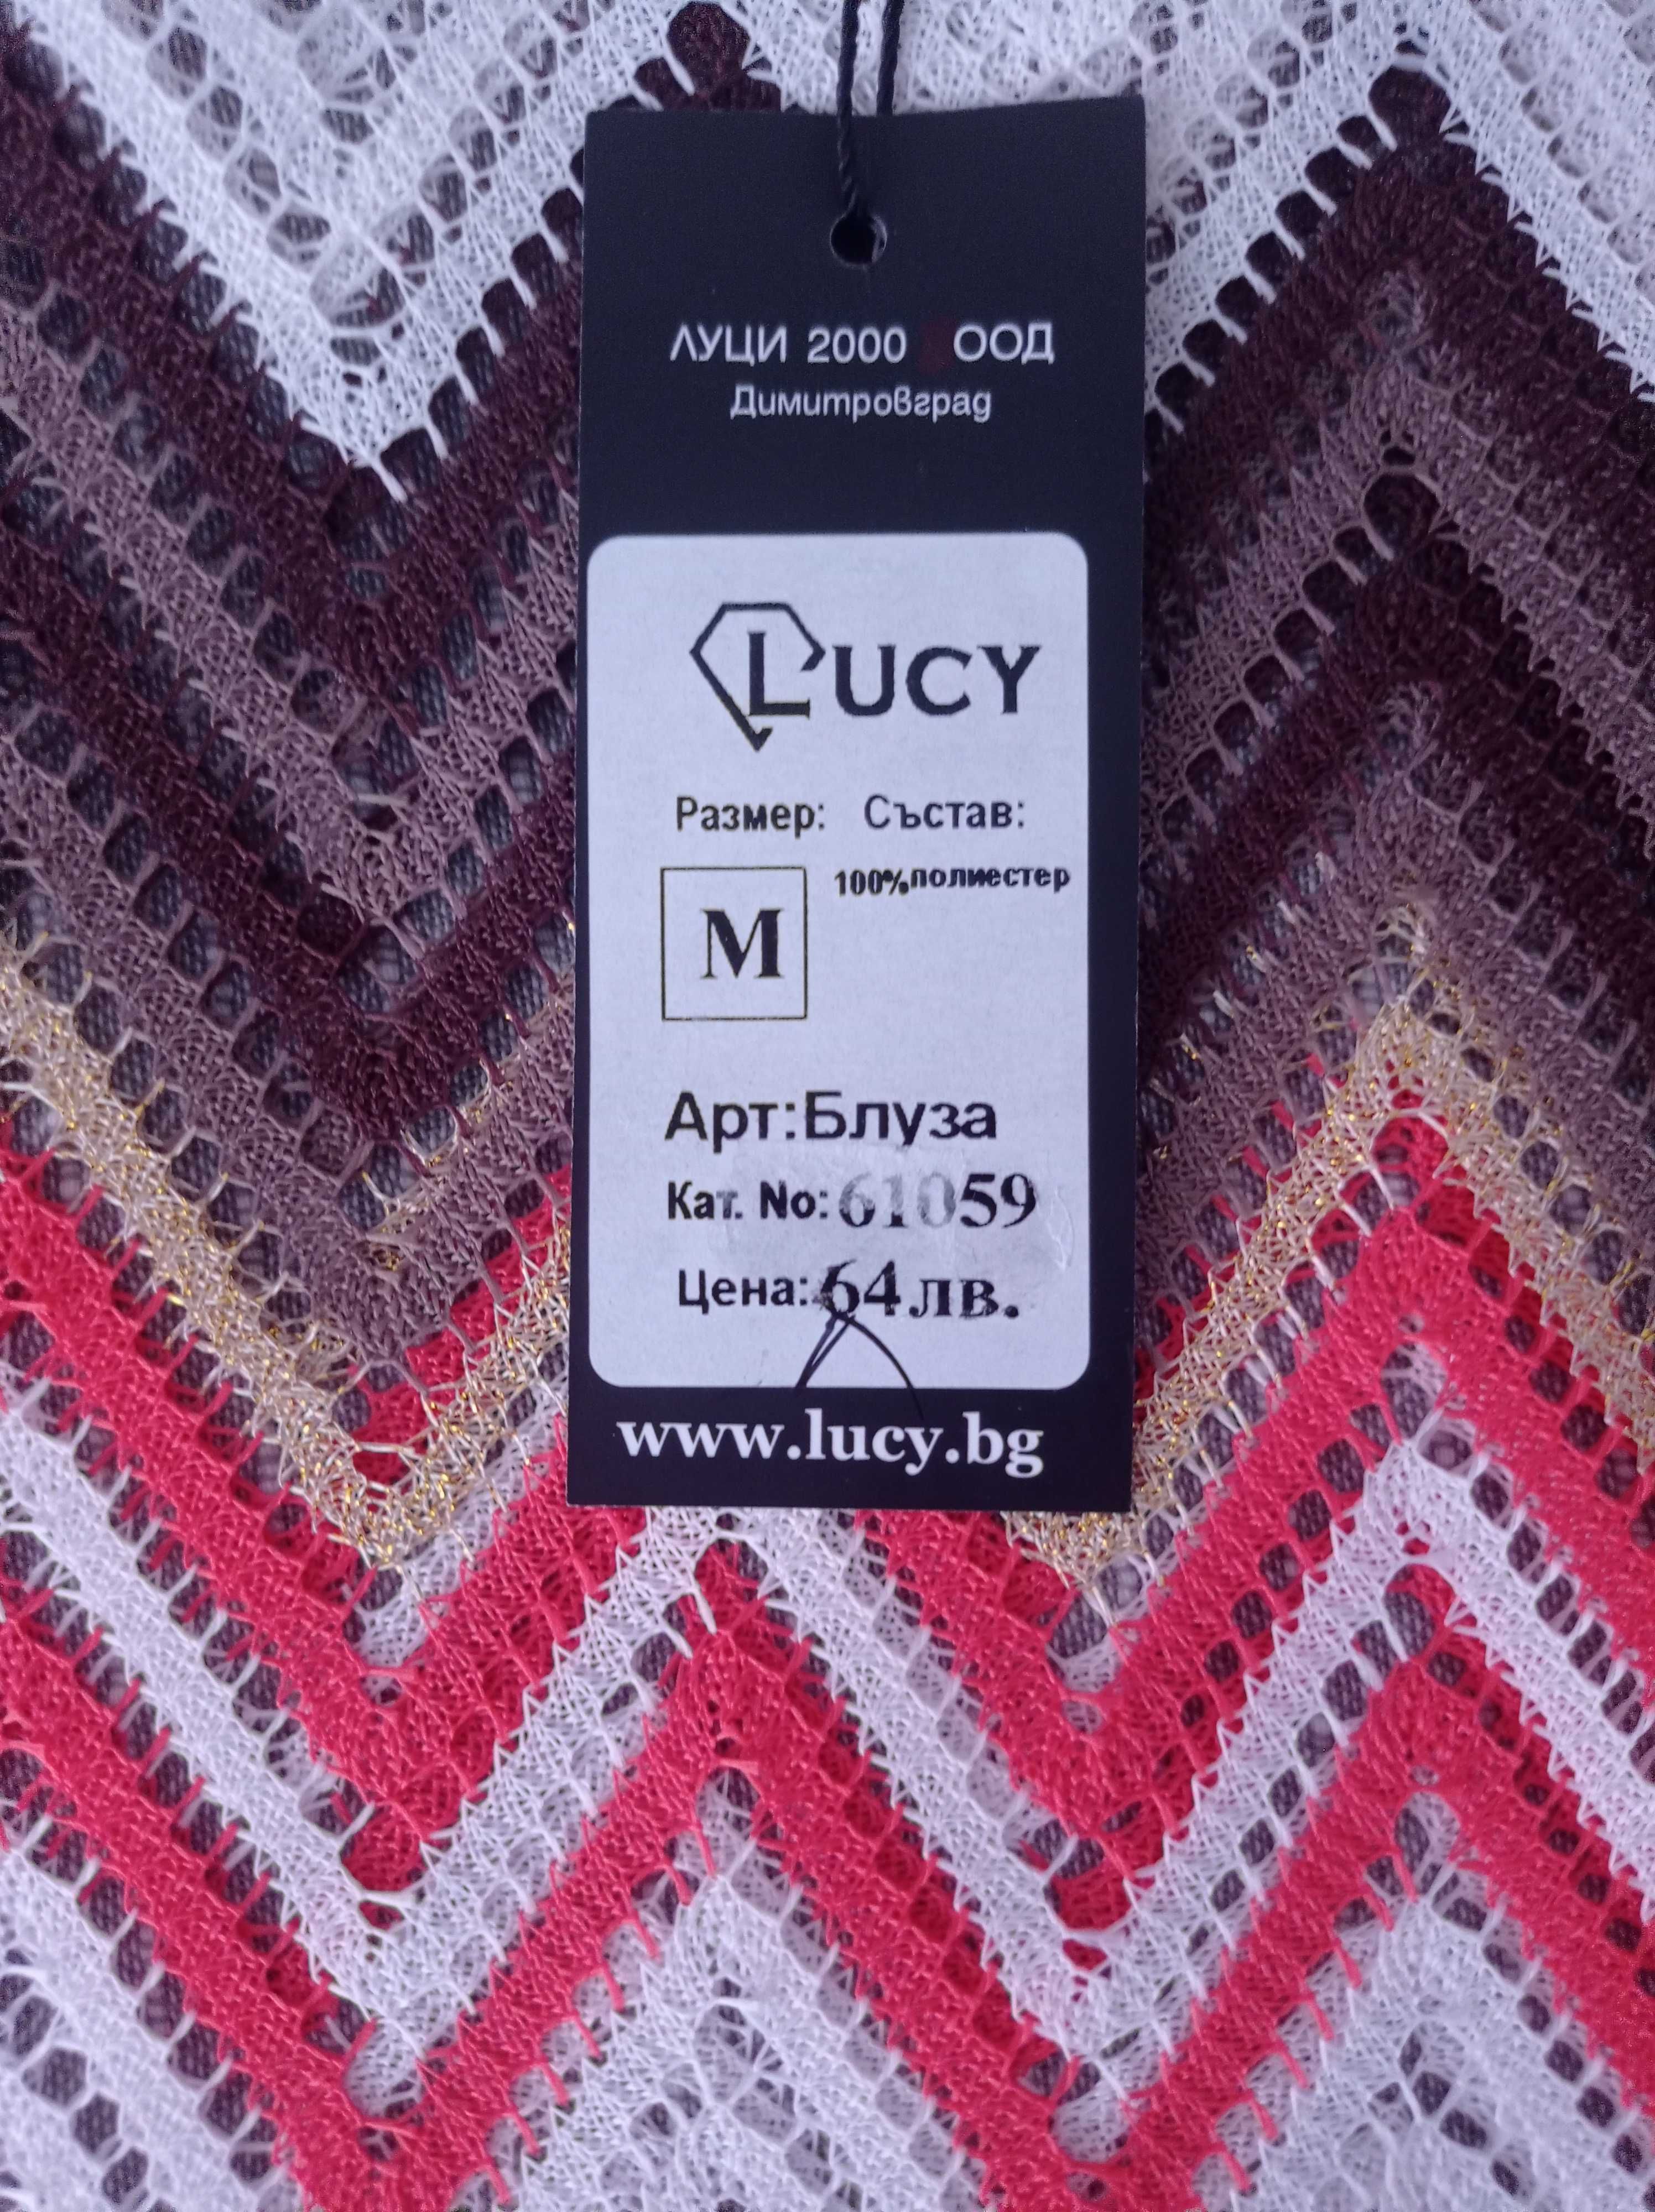 ЛУЦИ 2000 ООД
Димитровград
LUCY
Размер: Състав:
100%полиестер
M
Арт:Блуза
Кат. No:61059
Цена:64лв.
www.lucy.bg